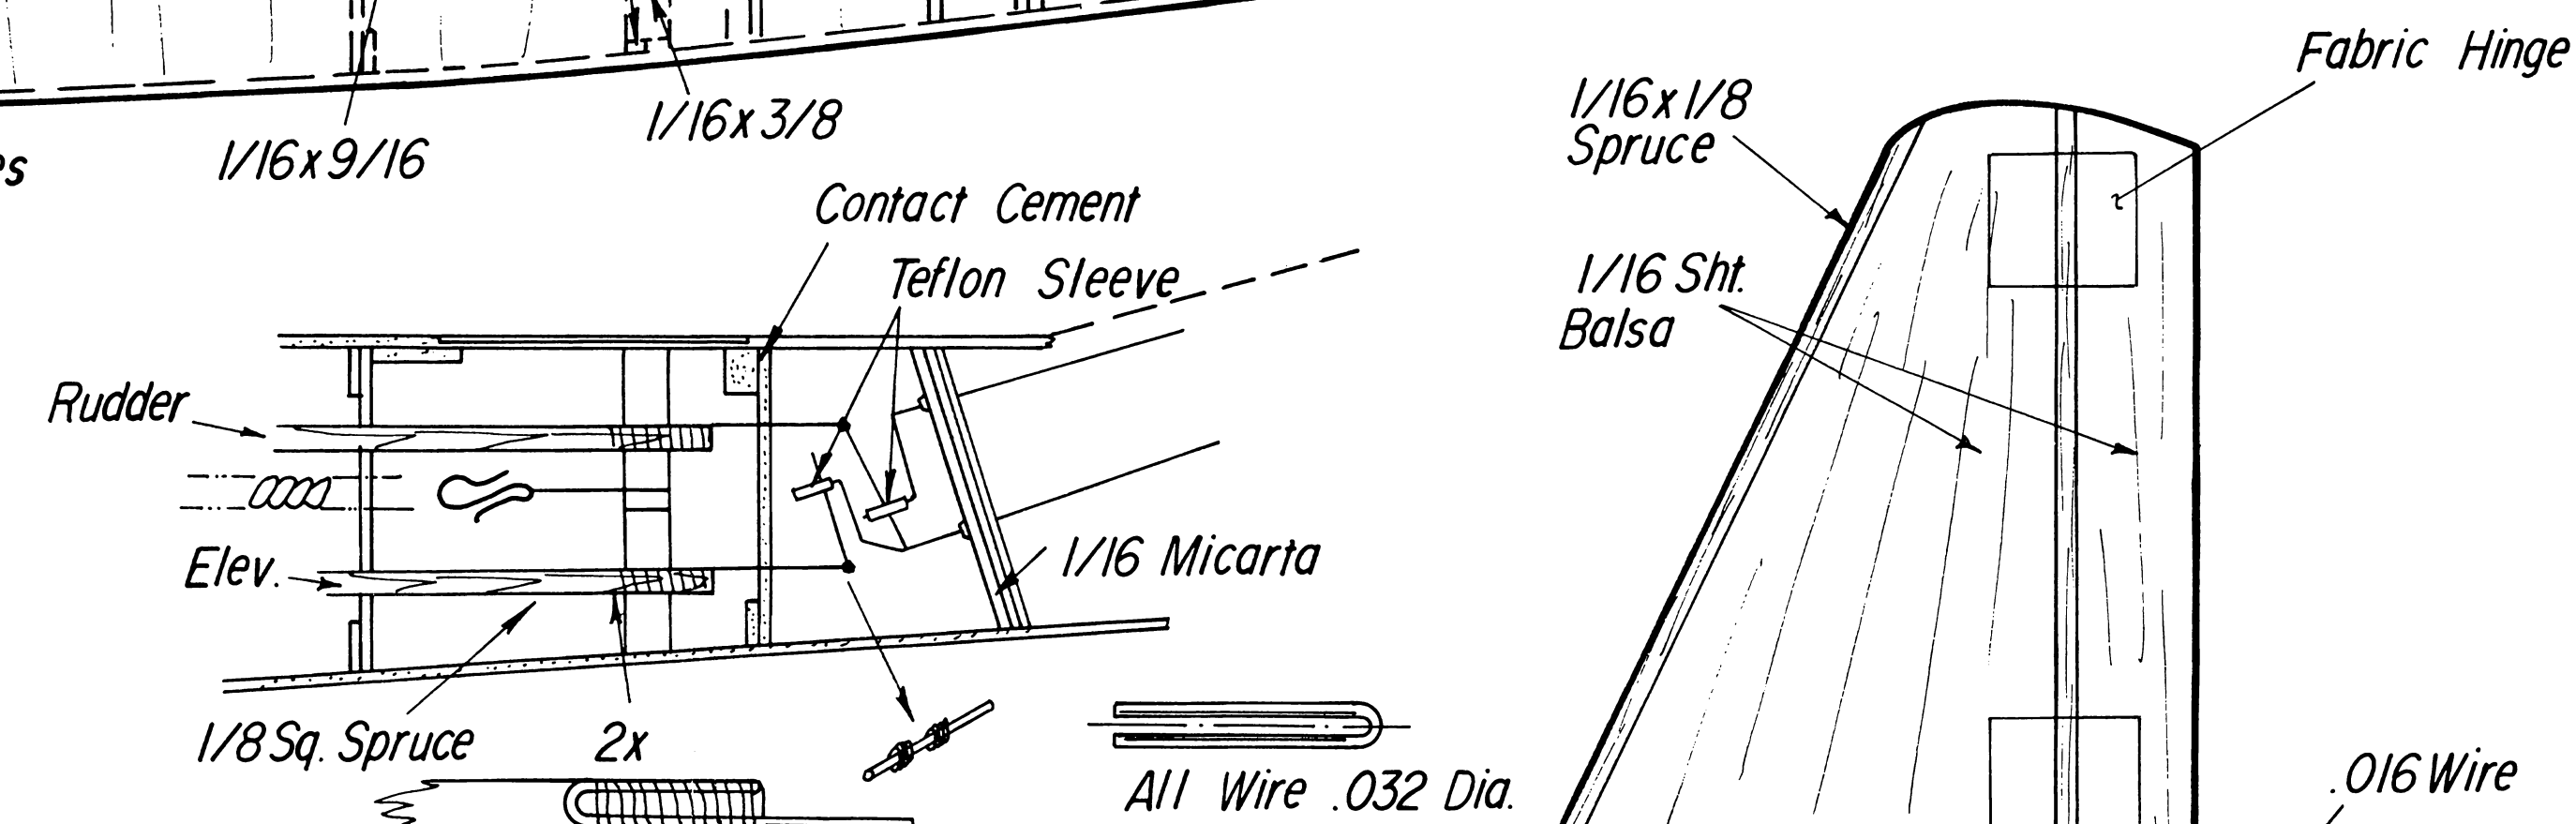 Fabric Hinge
1/16x1/8
Spruce
1/16x3/8
1/16x9/16
Contact Cement
Teflon Sleeve
1/16 Sht.
Balsa
Rudder
Elev.
1/16 Micarta
1/8 Sq. Spruce
2x
All Wire .032 Dia.
.016 Wire